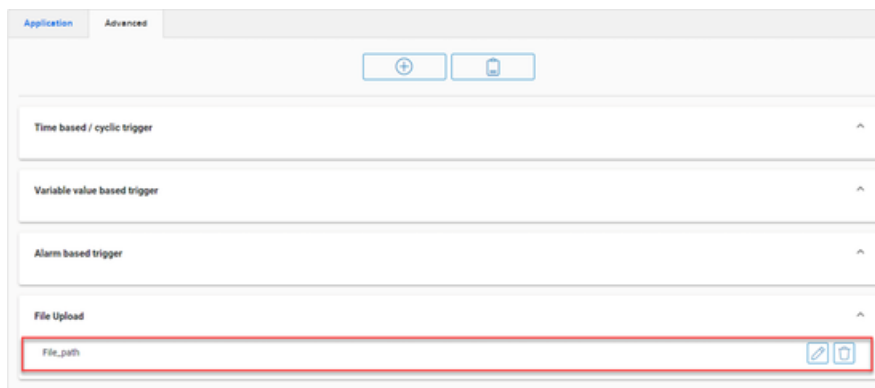 Application Advanced
Time based / cyclic trigger
Variable value based trigger
Alarm based trigger
File Upload
File_path